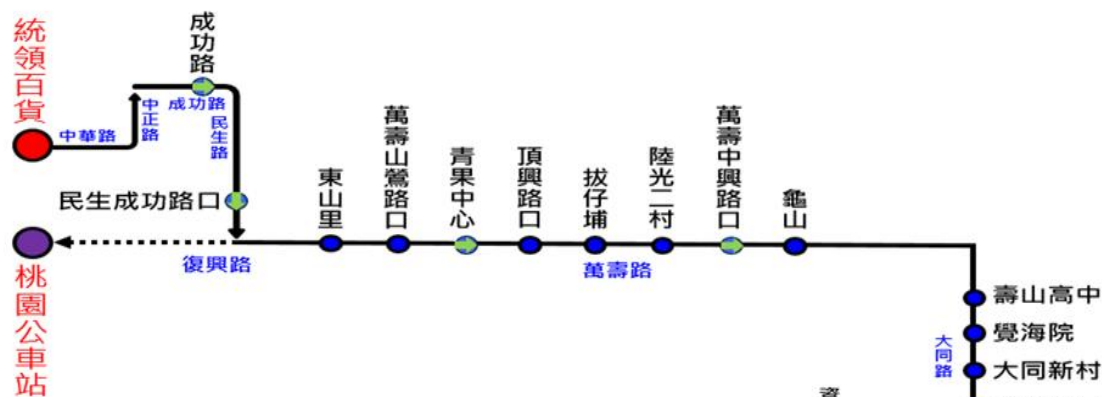 統領百貨
中華路
中正路
成功路
成功路
民生路
民生成功路口
桃園公車站
復興路
東山里
萬壽山鶯路口
青果中心
頂興路口
拔仔埔
陸光二村
萬壽中興路口
龜山
萬壽路
壽山高中
覺海院
大同路
大同新村
資